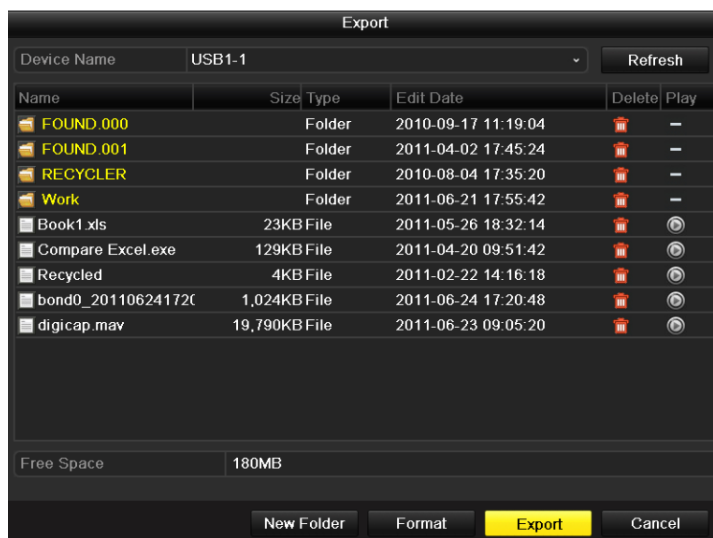 Export
Device Name USB1-1 Refresh
Name Size Type Edit Date Delete Play
FOUND.000 Folder 2010-09-17 11:19:04 –
FOUND.001 Folder 2011-04-02 17:45:24 –
RECYCLER Folder 2010-08-04 17:35:20 –
Work Folder 2011-06-21 17:55:42 –
Book1.xls 23KB File 2011-05-26 18:32:14
Compare Excel.exe 129KB File 2011-04-20 09:51:42
Recycled 4KB File 2011-02-22 14:16:18
bond0_201106241720 1,024KB File 2011-06-24 17:20:48
digicap.mav 19,790KB File 2011-06-23 09:05:20
Free Space 180MB
New Folder Format Export Cancel